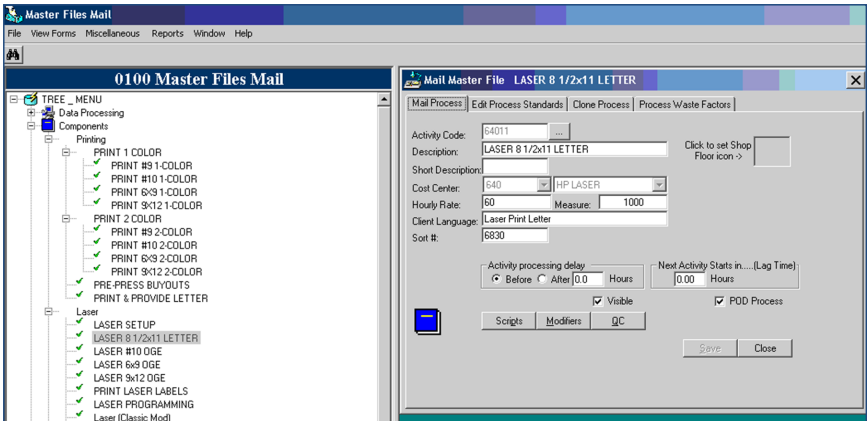 Master Files Mail
File View Forms Miscellaneous Reports Window Help
0100 Master Files Mail
TREE _ MENU
Data Processing
Components
Printing
PRINT 1 COLOR
PRINT #9 1-COLOR
PRINT #10 1-COLOR
PRINT 6X9 1-COLOR
PRINT 9X12 1-COLOR
PRINT 2 COLOR
PRINT #9 2-COLOR
PRINT #10 2-COLOR
PRINT 6X9 2-COLOR
PRINT 9X12 2-COLOR
PRE-PRESS BUYOUTS
PRINT & PROVIDE LETTER
Laser
LASER SETUP
LASER 8 1/2x11 LETTER
LASER #10 OGE
LASER 6x9 OGE
LASER 9x12 OGE
PRINT LASER LABELS
LASER PROGRAMMING
Laser (Classic Mod)
Mail Master File LASER 8 1/2x11 LETTER
Mail Process Edit Process Standards Clone Process Process Waste Factors
Activity Code: 64011 ...
Description: LASER 8 1/2x11 LETTER
Click to set Shop
Floor icon ->
Short Description:
Cost Center: 640 HP LASER
Hourly Rate: 60 Measure: 1000
Client Language: Laser Print Letter
Sort #: 6830
Activity processing delay
Before After 0.0 Hours
Next Activity Starts in.....(Lag Time)
0.00 Hours
Visible POD Process
Scripts Modifiers QC
Save Close